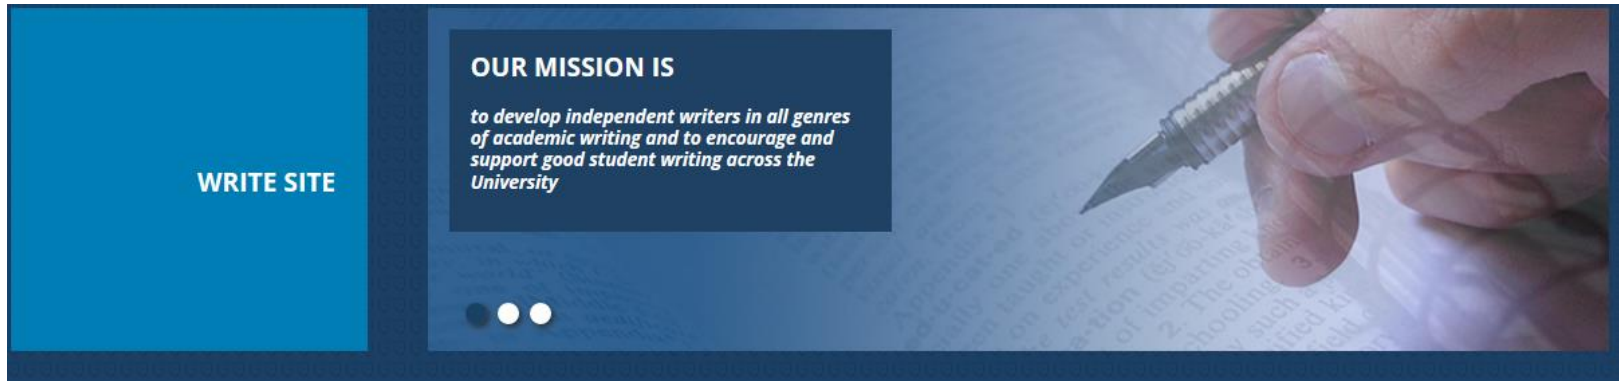 WRITE SITE
OUR MISSION IS
to develop independent writers in all genres
of academic writing and to encourage and
support good student writing across the
University